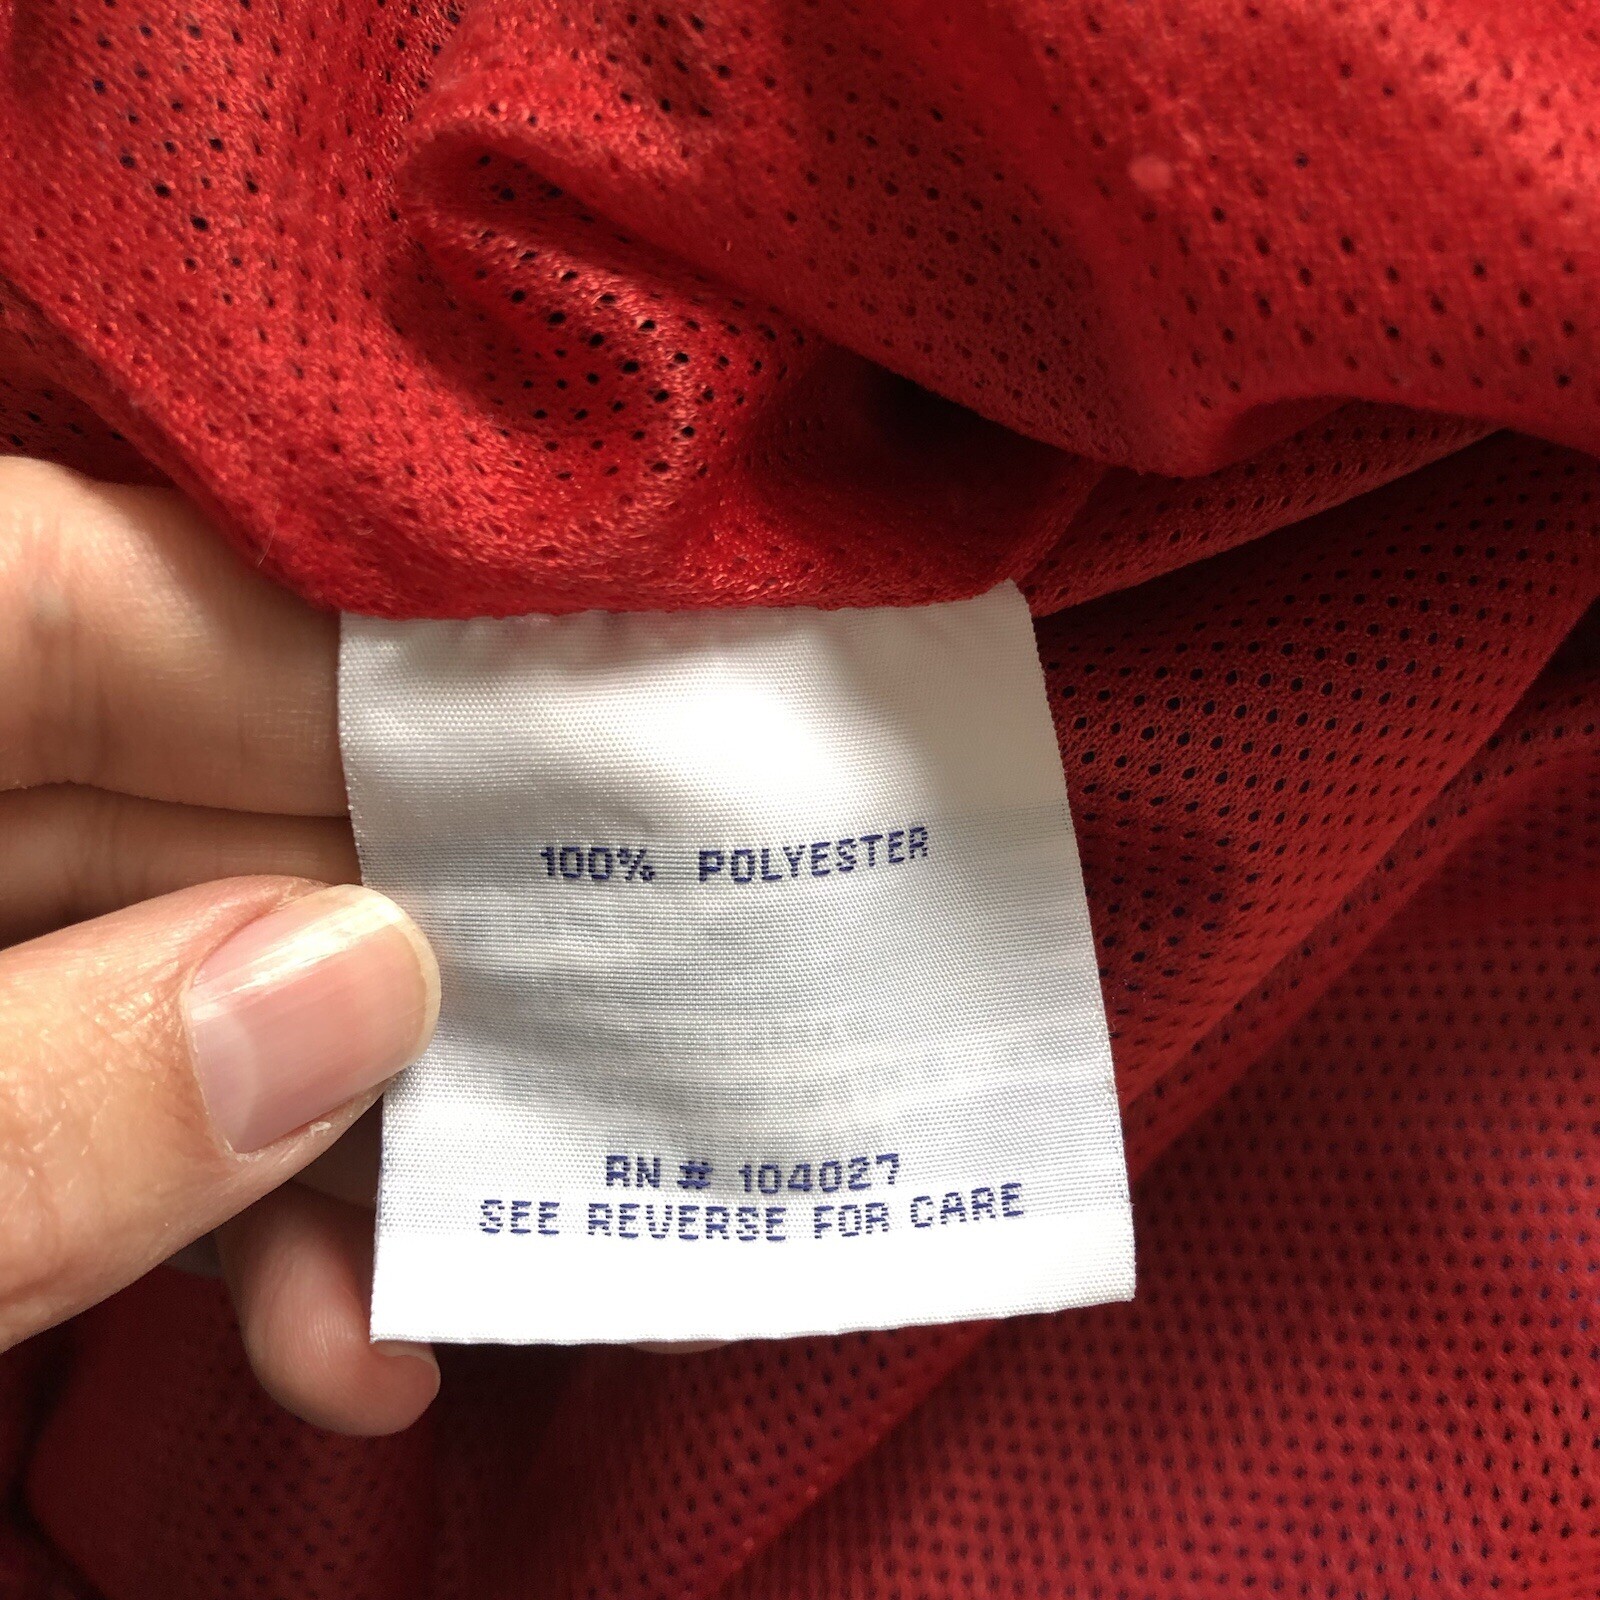 100% POLYESTER
RN # 104027
SEE REVERSE FOR CARE